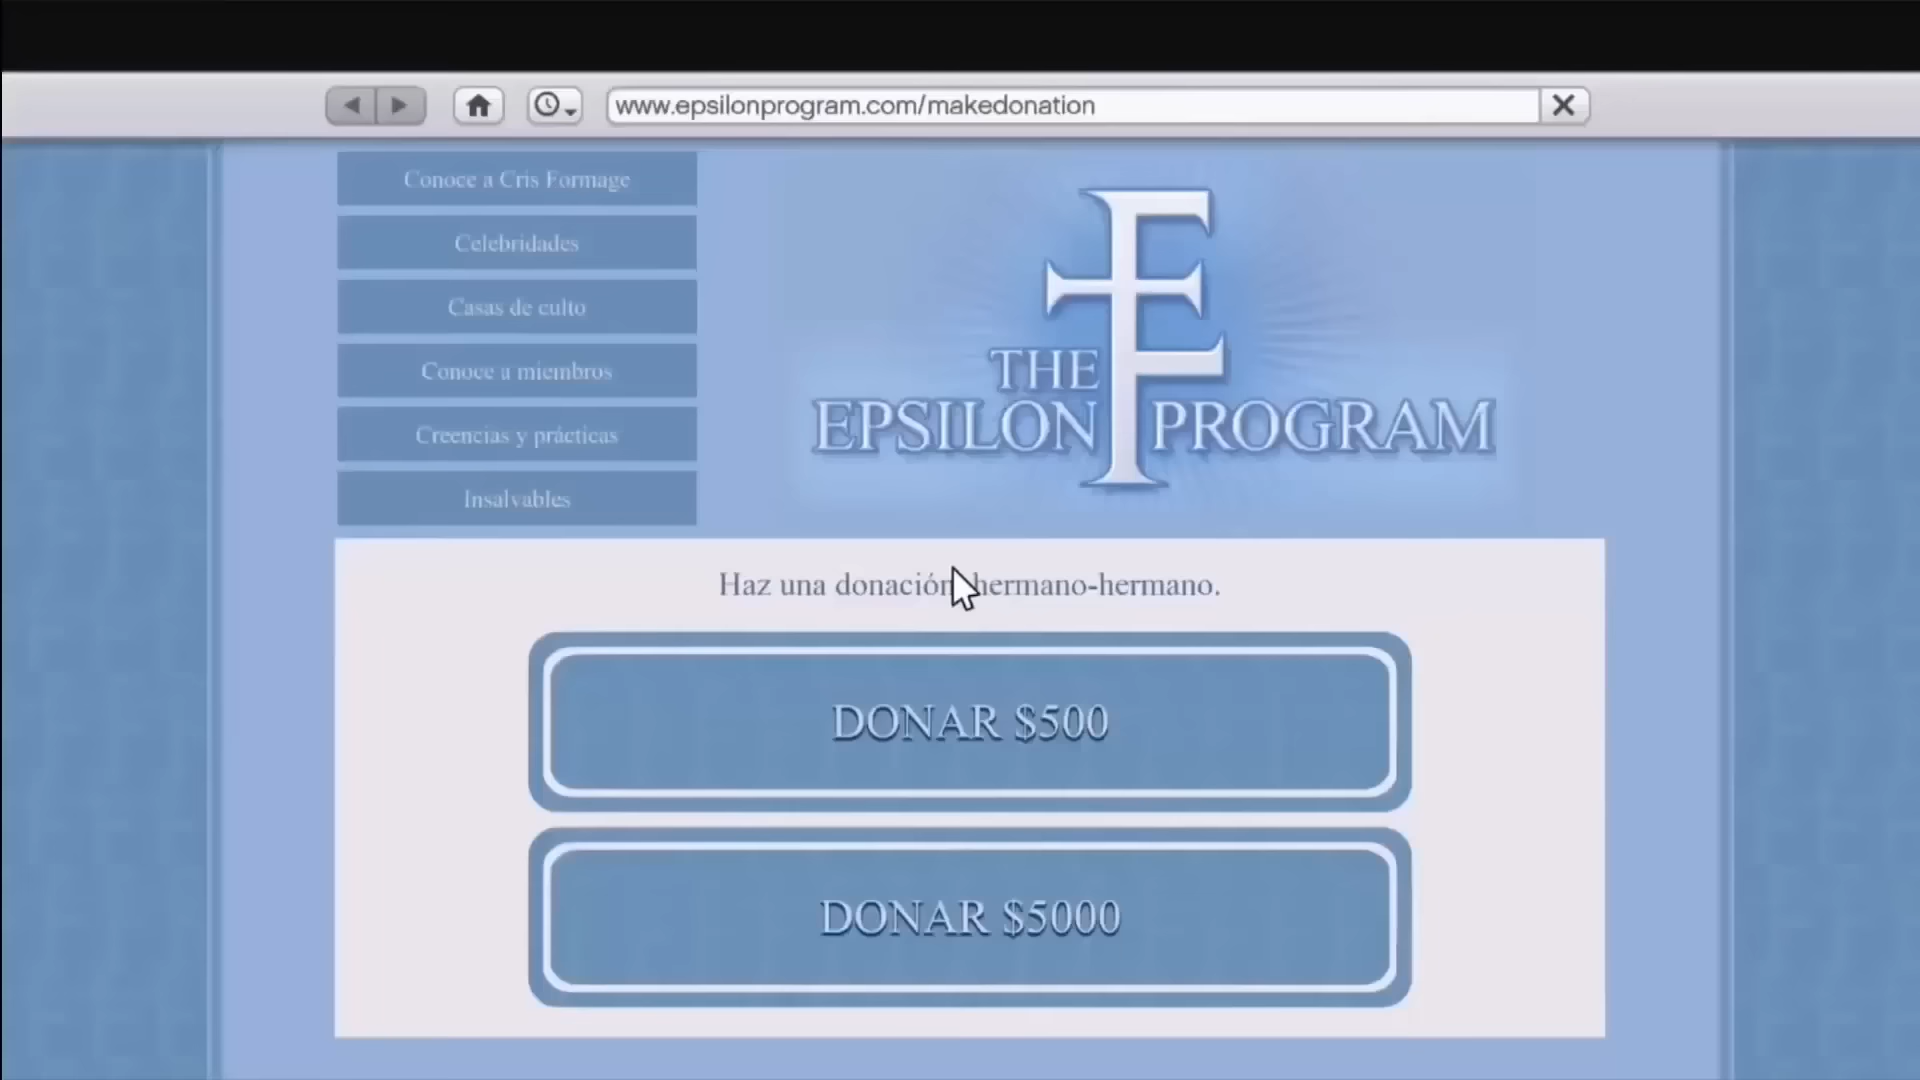 www.epsilonprogram.com/makedonation
Conoce a Cris Formage
Celebridades
Casas de culto
Conoce a miembros
Creencias y prácticas
Insalvables
THE
EPSILON PROGRAM
Haz una donación, hermano-hermano.
DONAR $500
DONAR $5000